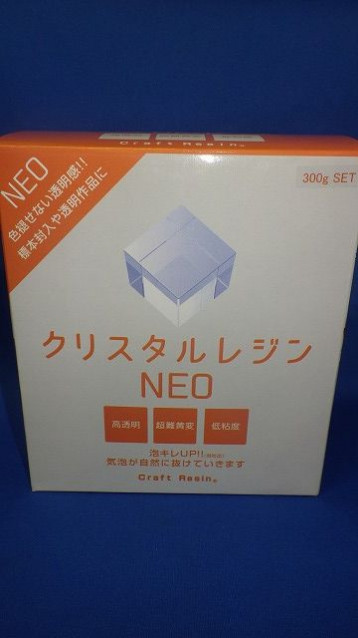 Craft Resin®
NEO
色褪せない透明感!!
標本封入や透明作品に
300g SET
クリスタルレジン
NEO
高透明
超難黄変
低粘度
泡キレUP!!
気泡が自然に抜けていきます
Craft Resin®